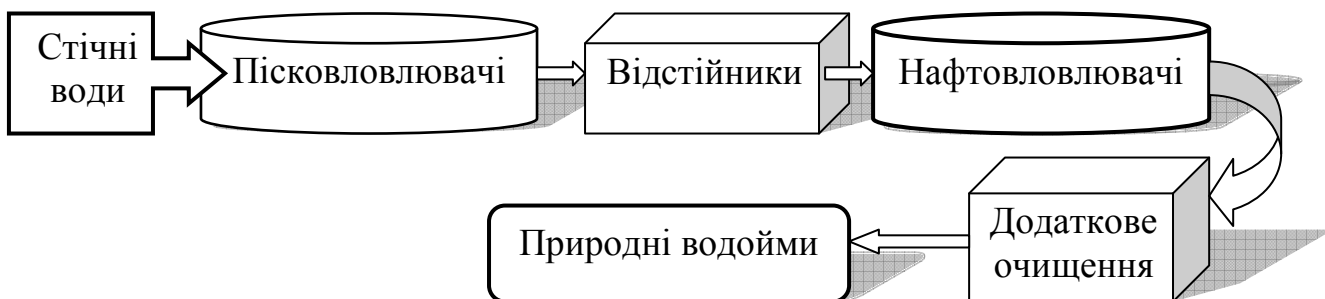 Стічні
води
Пісковловлювачі
Відстійники
Нафтовловлювачі
Додаткове
очищення
Природні водойми